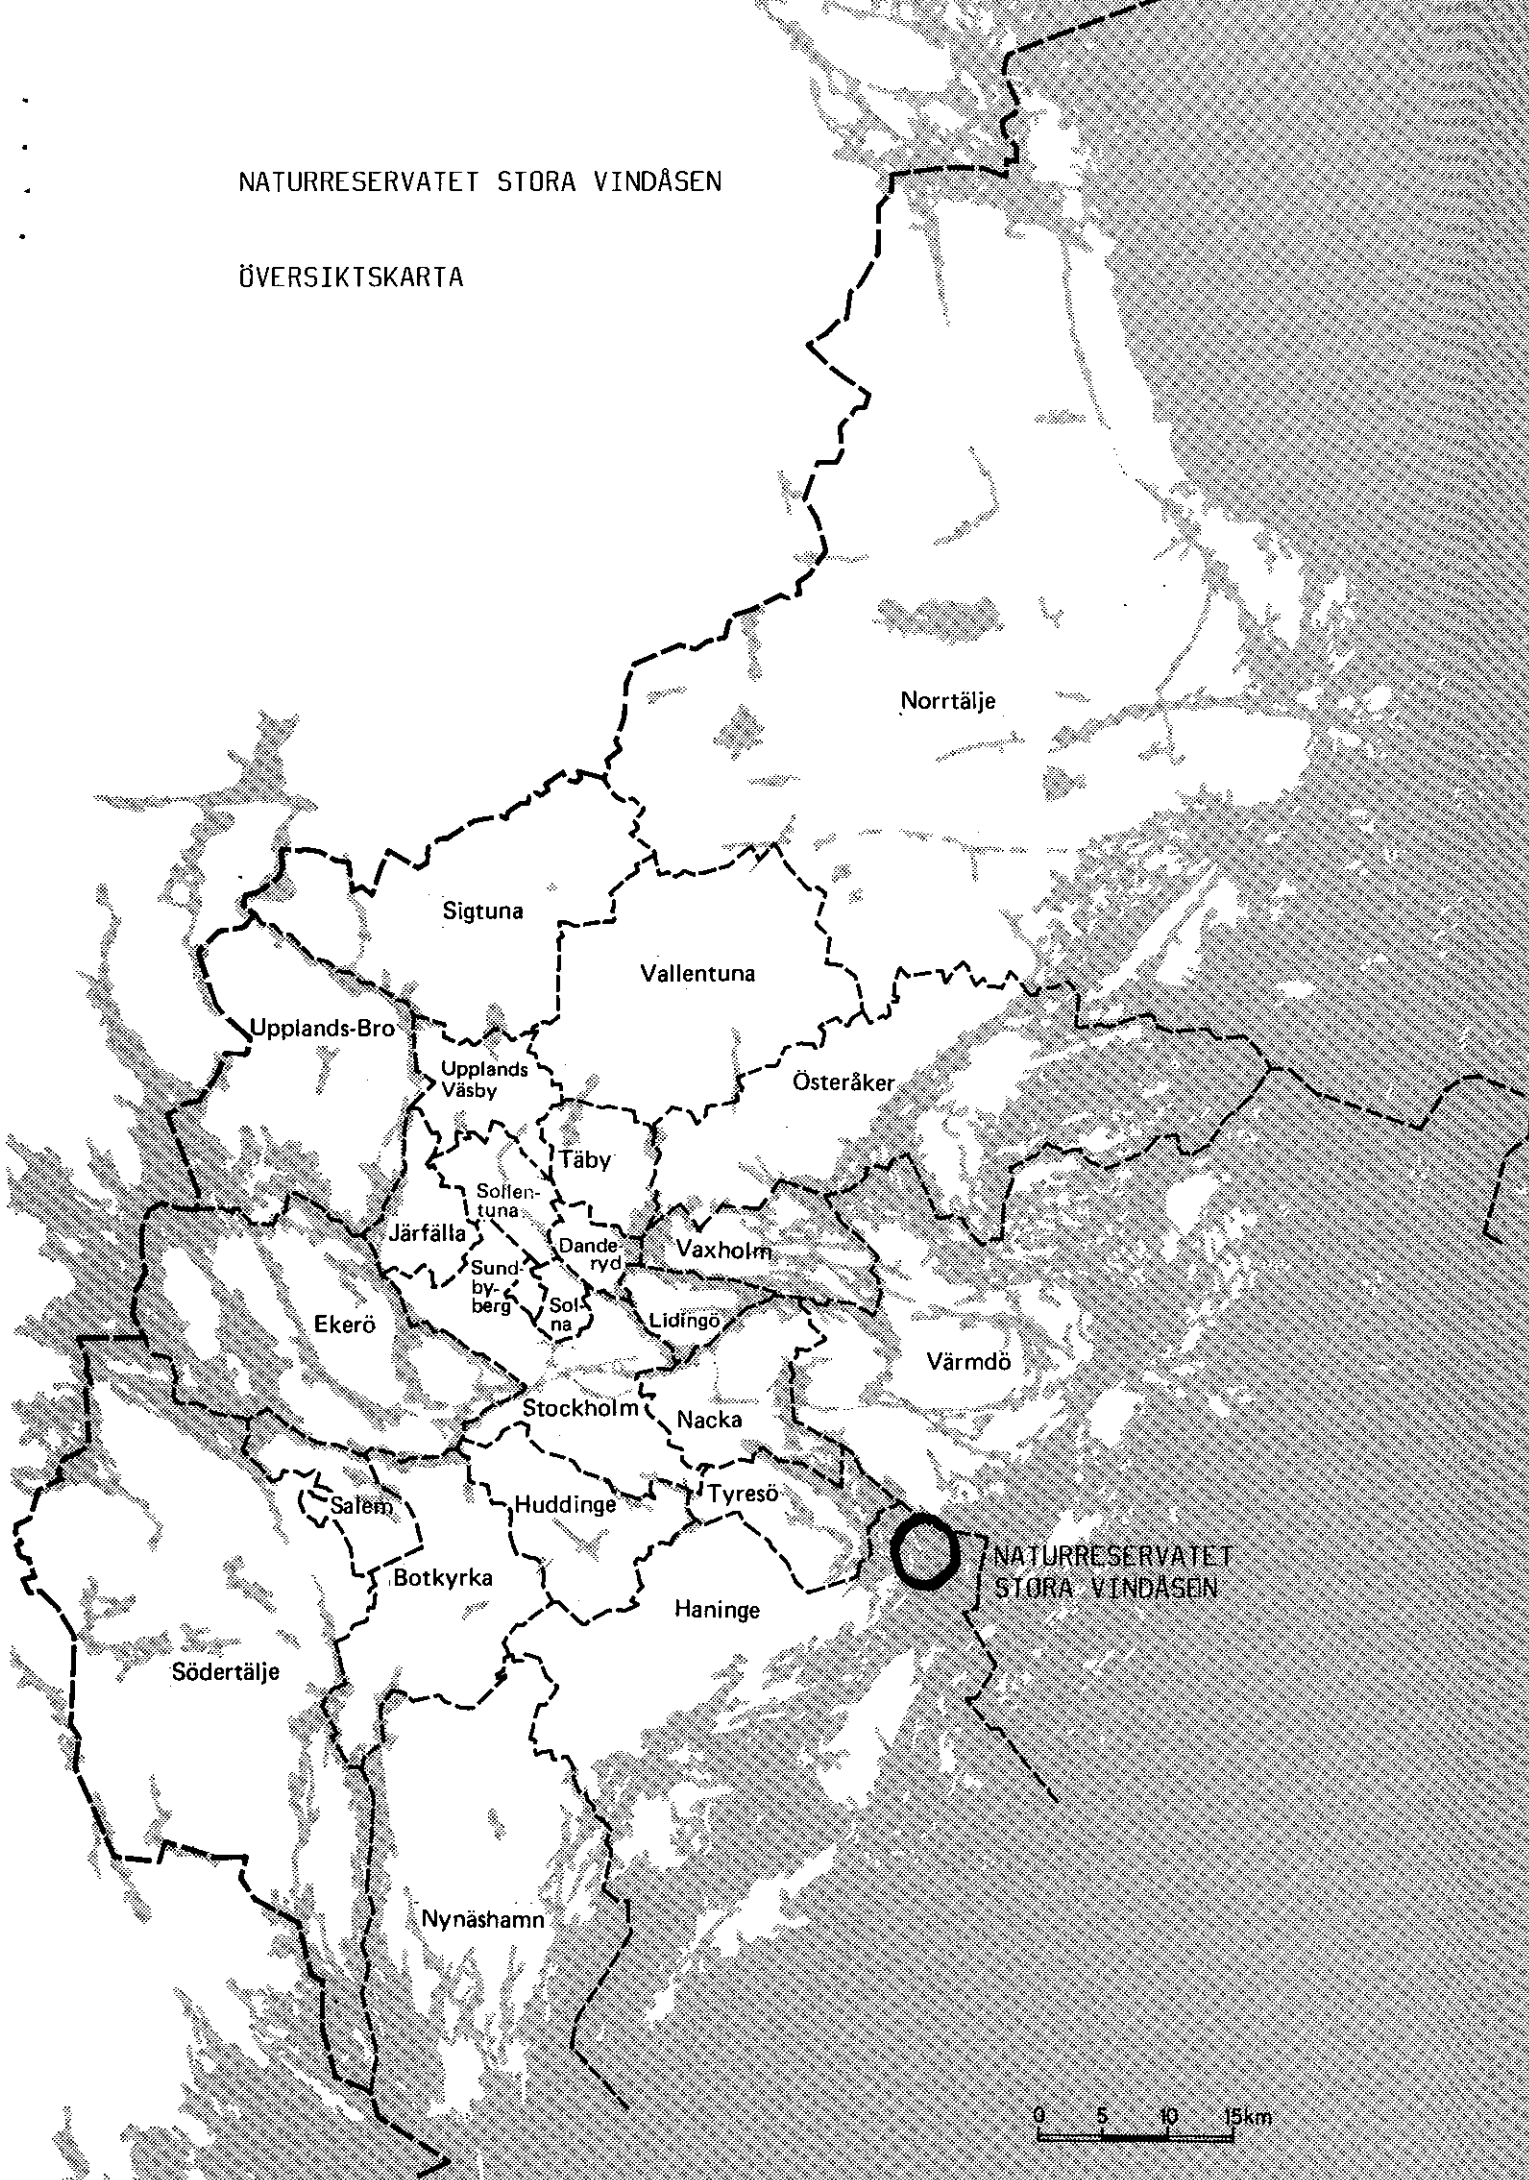 NATURRESERVATET STORA VINDÅSEN
ÖVERSIKTSKARTA
Norrtälje
Sigtuna
Vallentuna
Upplands-Bro
Upplands
Väsby
Österåker
Täby
Sollen-
tuna
Järfälla
Dande-
ryd
Vaxholm
Sund-
by-
berg
Sol-
na
Ekerö
Lidingö
Värmdö
Stockholm
Nacka
Salem
Huddinge
Tyresö
NATURRESERVATET
STORA VINDÅSEN
Botkyrka
Haninge
Södertälje
Nynäshamn
0 5 10 15km